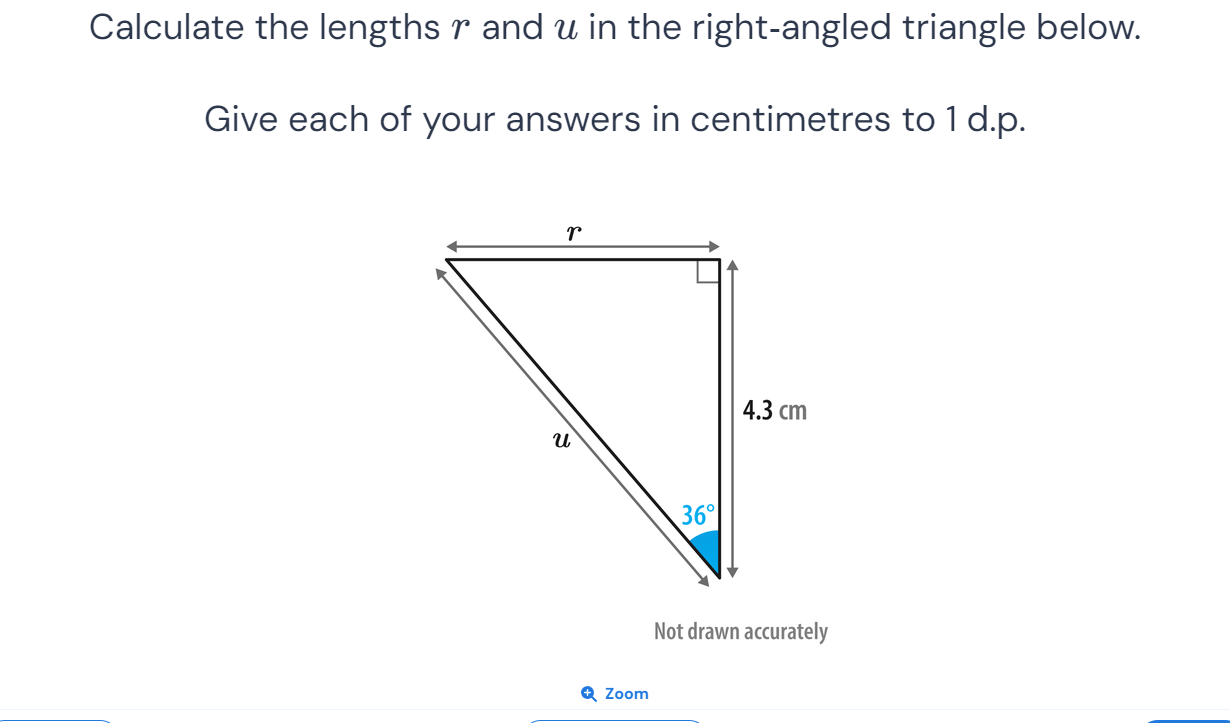 Calculate the lengths r and u in the right-angled triangle below.
Give each of your answers in centimetres to 1 d.p.
r
4.3 cm
u
36°
Not drawn accurately
Zoom